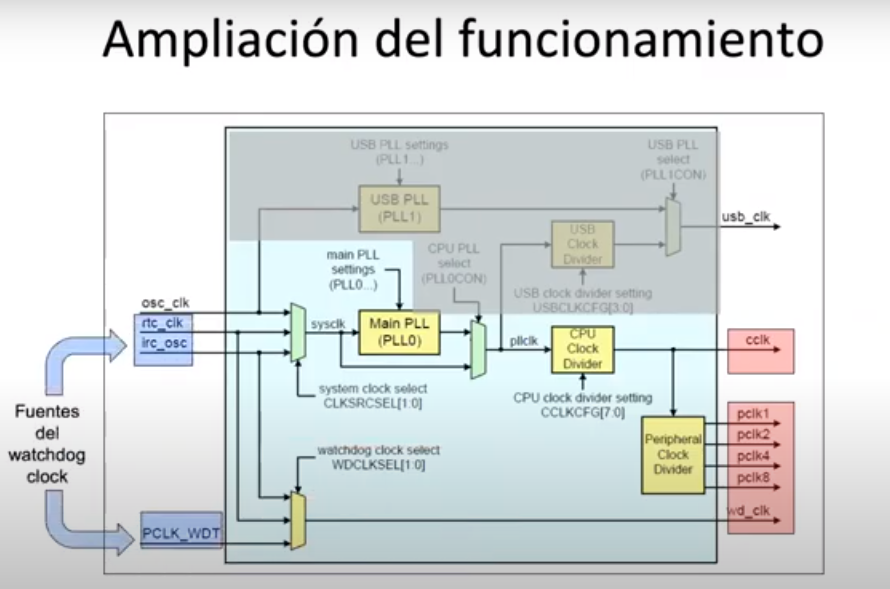 Ampliación del funcionamiento
USB PLL settings
(PLL1...)
USB PLL
select
(PLL1CON)
USB PLL
(PLL1)
usb_clk
USB
Clock
Divider
main PLL
settings
(PLL0...)
CPU PLL
select
(PLL0CON)
USB clock divider setting
USBCLKCFG[3:0]
osc_clk
rtc_clk
irc_osc
sysclk
Main PLL
(PLL0)
pllclk
CPU
Clock
Divider
cclk
system clock select
CLKSRCSEL[1:0]
CPU clock divider setting
CCLKCFG[7:0]
Fuentes
del
watchdog
clock
watchdog clock select
WDCLKSEL[1:0]
Peripheral
Clock
Divider
pclk1
pclk2
pclk4
pclk8
wd_clk
PCLK_WDT